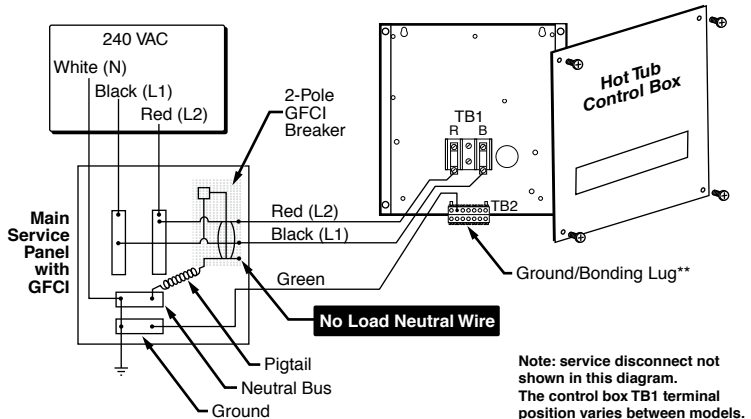 240 VAC
White (N)
Black (L1)
Red (L2)
2-Pole
GFCI
Breaker
Main
Service
Panel
with
GFCI
Red (L2)
Black (L1)
Green
No Load Neutral Wire
Pigtail
Neutral Bus
Ground
TB1
R B
TB2
Ground/Bonding Lug**
Hot Tub
Control Box
Note: service disconnect not
shown in this diagram.
The control box TB1 terminal
position varies between models.